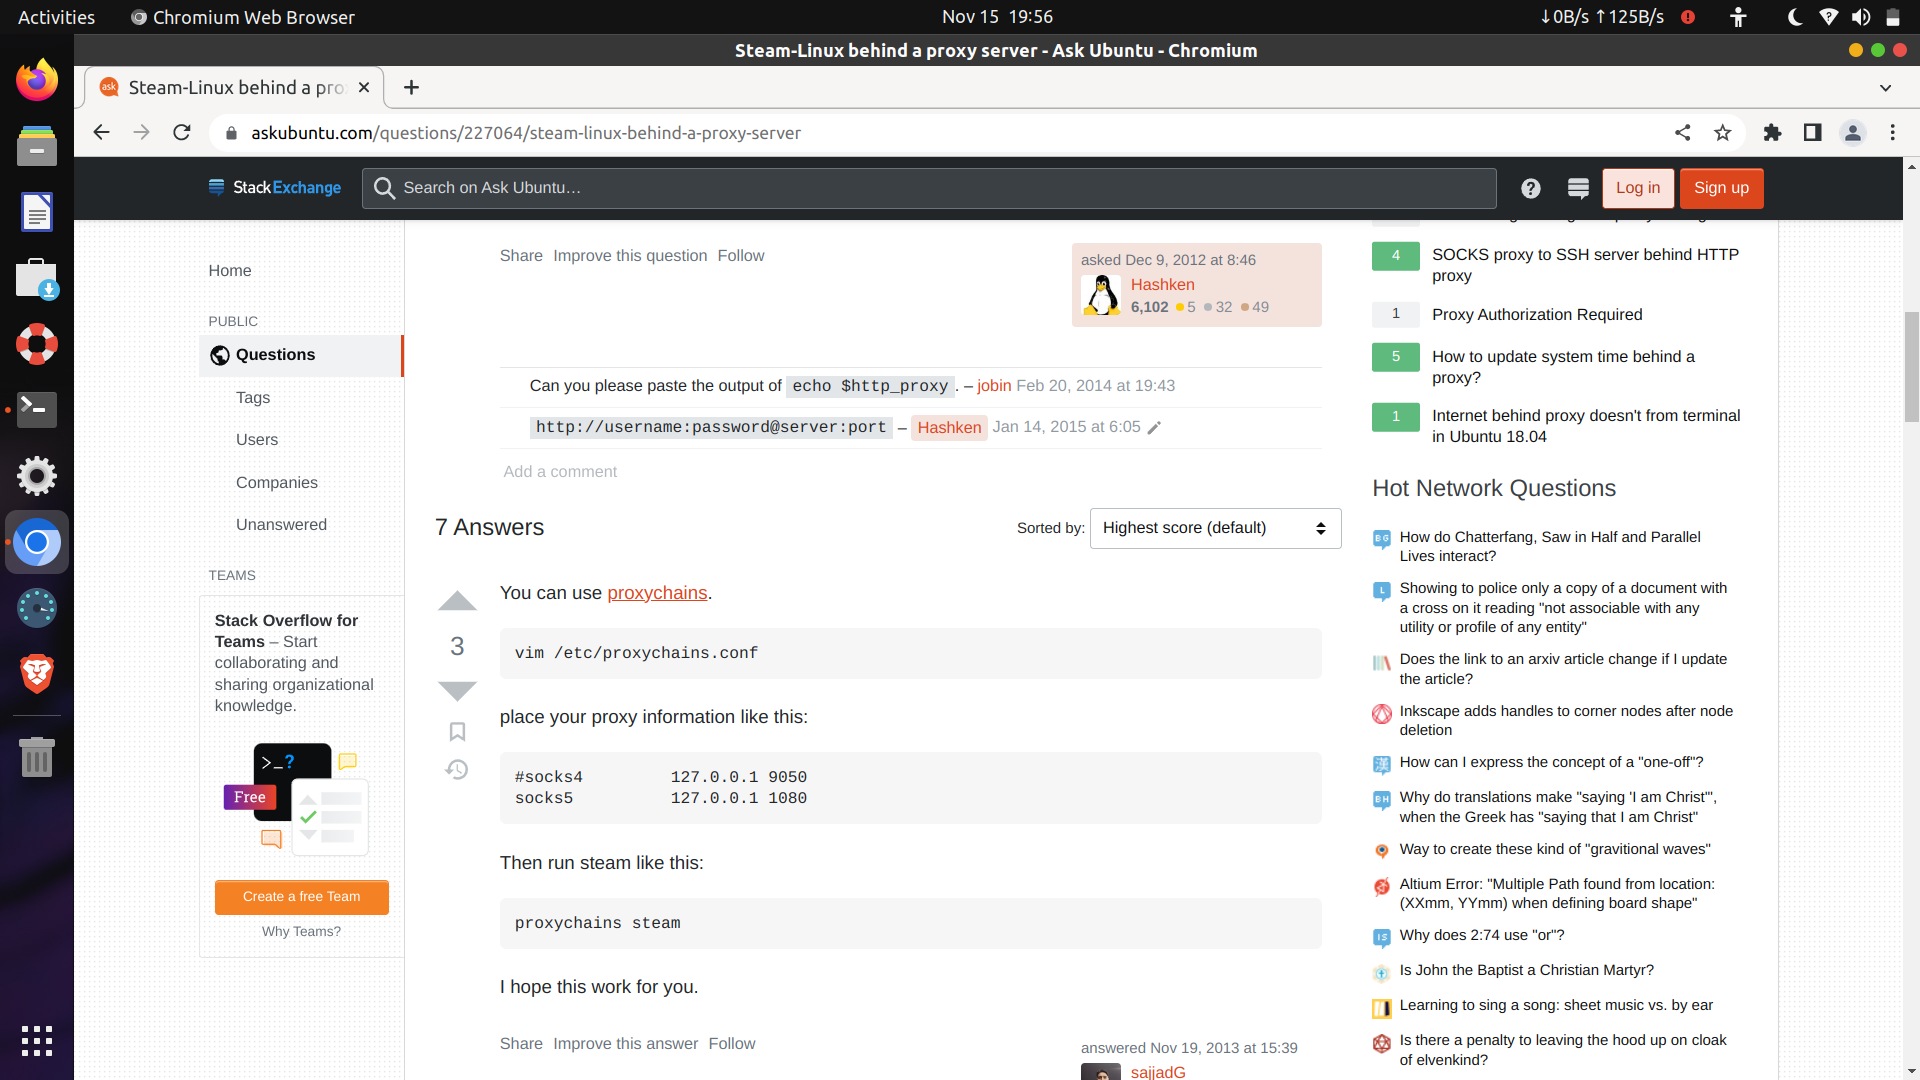 Activities
Chromium Web Browser
Nov 15 19:56
↓0B/s ↑125B/s
Steam-Linux behind a proxy server - Ask Ubuntu - Chromium
Steam-Linux behind a pro
askubuntu.com/questions/227064/steam-linux-behind-a-proxy-server
StackExchange
Search on Ask Ubuntu…
Log in
Sign up
Home
PUBLIC
Questions
Tags
Users
Companies
Unanswered
TEAMS
Stack Overflow for
Teams – Start
collaborating and
sharing organizational
knowledge.
>_?
Free
Create a free Team
Why Teams?
Share Improve this question Follow
asked Dec 9, 2012 at 8:46
Hashken
6,102 5 32 49
Can you please paste the output of echo $http_proxy. – jobin Feb 20, 2014 at 19:43
http://username:password@server:port – Hashken Jan 14, 2015 at 6:05
Add a comment
7 Answers
Sorted by:
Highest score (default)
3
You can use proxychains.
vim /etc/proxychains.conf
place your proxy information like this:
#socks4 127.0.0.1 9050
socks5 127.0.0.1 1080
Then run steam like this:
proxychains steam
I hope this work for you.
Share Improve this answer Follow
answered Nov 19, 2013 at 15:39
sajjadG
4
SOCKS proxy to SSH server behind HTTP
proxy
1
Proxy Authorization Required
5
How to update system time behind a
proxy?
1
Internet behind proxy doesn't from terminal
in Ubuntu 18.04
Hot Network Questions
How do Chatterfang, Saw in Half and Parallel
Lives interact?
Showing to police only a copy of a document with
a cross on it reading "not associable with any
utility or profile of any entity"
Does the link to an arxiv article change if I update
the article?
Inkscape adds handles to corner nodes after node
deletion
How can I express the concept of a "one-off"?
Why do translations make "saying 'I am Christ'",
when the Greek has "saying that I am Christ"
Way to create these kind of "gravitional waves"
Altium Error: "Multiple Path found from location:
(XXmm, YYmm) when defining board shape"
Why does 2:74 use "or"?
Is John the Baptist a Christian Martyr?
Learning to sing a song: sheet music vs. by ear
Is there a penalty to leaving the hood up on cloak
of elvenkind?